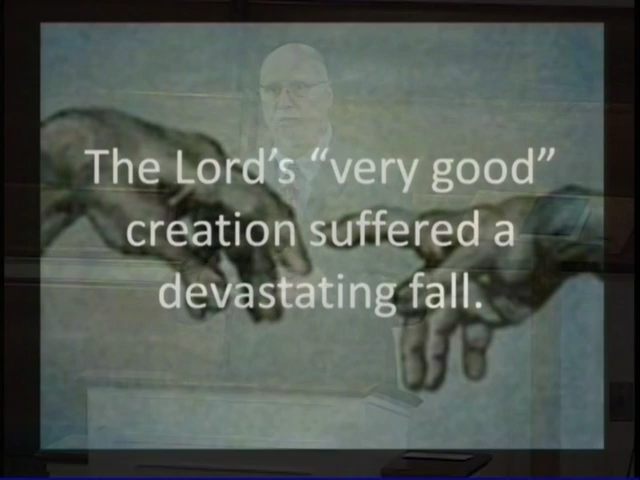 The Lord’s “very good”
creation suffered a
devastating fall.